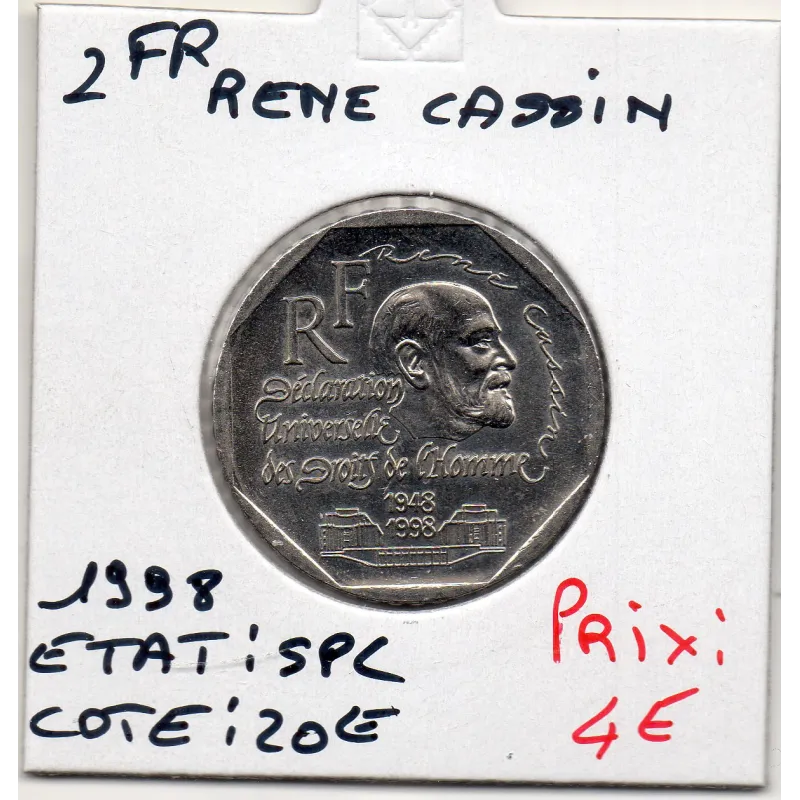 2 FR
RENE CASSIN
RF
René Cassin
Déclaration
Universelle
des Droits de l'Homme
1948
1998
1998
ETAT : SPL
COTE : 20€
PRIX :
4€